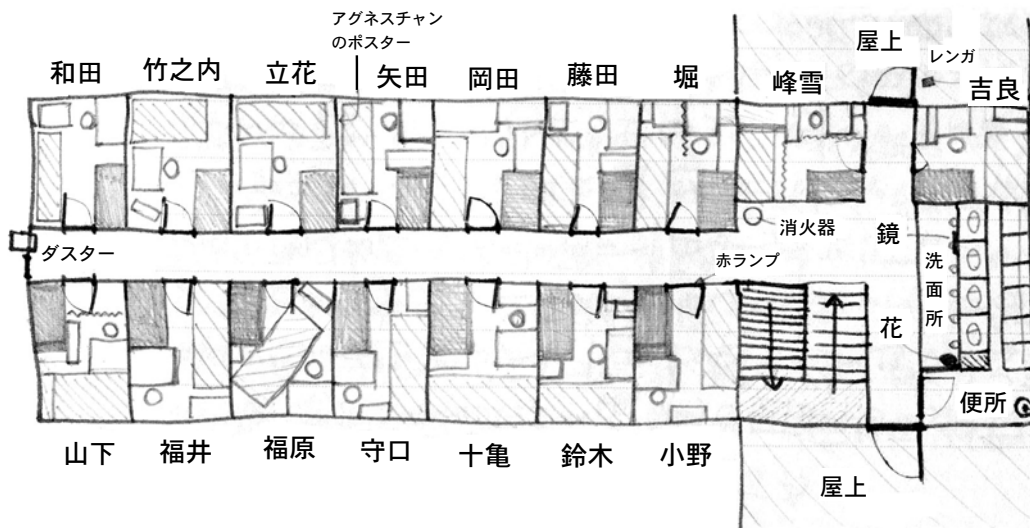 アグネスチャン
のポスター
屋上
レンガ
和田
竹之内
立花
矢田
岡田
藤田
堀
峰雪
吉良
消火器
鏡
ダスター
赤ランプ
洗面所
花
便所
山下
福井
福原
守口
十亀
鈴木
小野
屋上